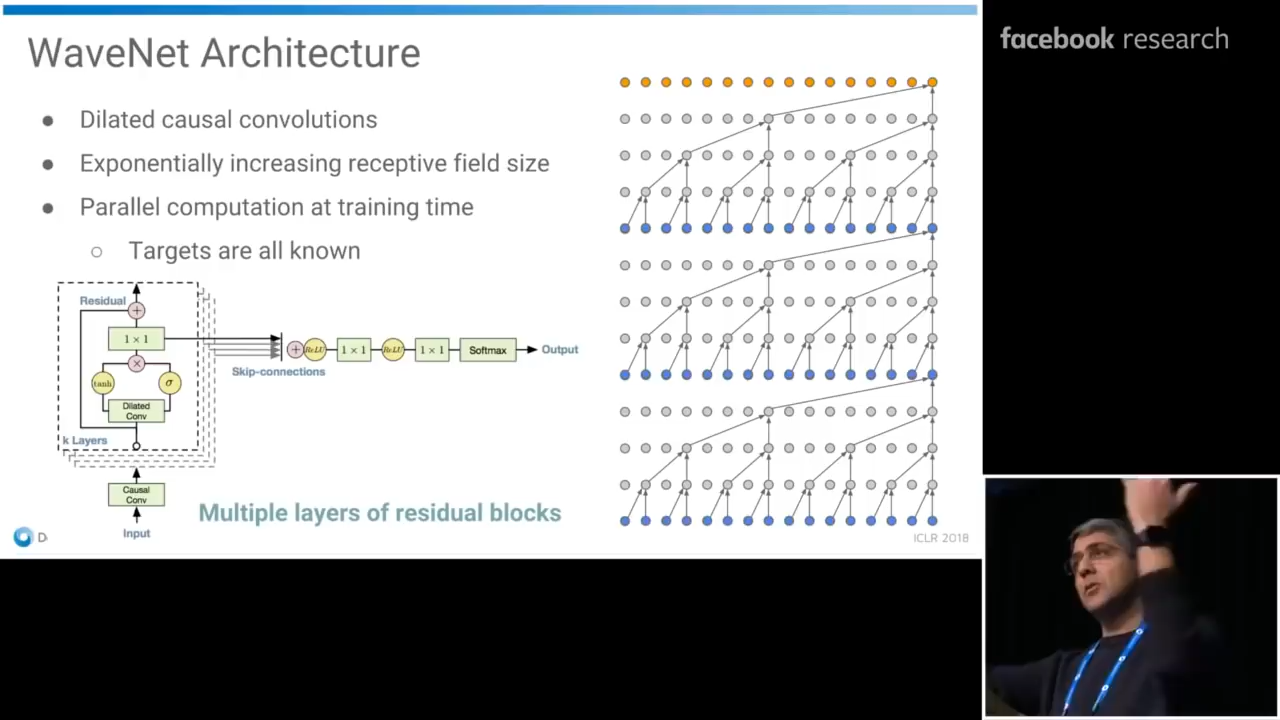 facebook research
WaveNet Architecture
● Dilated causal convolutions
● Exponentially increasing receptive field size
● Parallel computation at training time
○ Targets are all known
Residual
+
1 × 1
×
tanh
σ
Dilated
Conv
k Layers
Causal
Conv
Input
Skip-connections
+ ReLU 1 × 1 ReLU 1 × 1 Softmax Output
Multiple layers of residual blocks
D
ICLR 2018